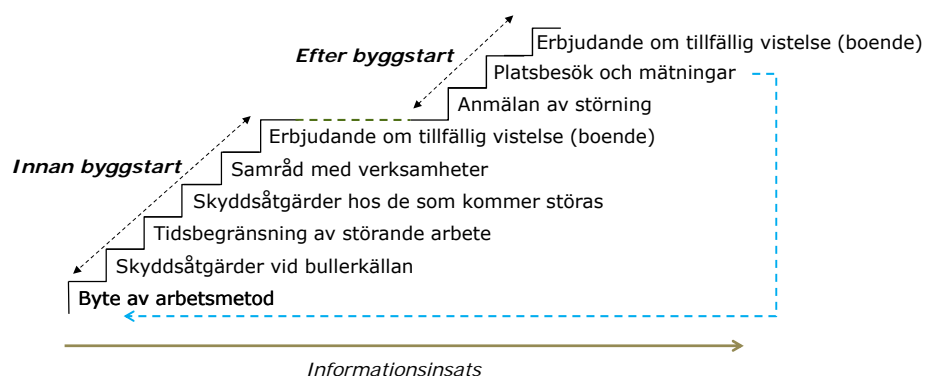 Erbjudande om tillfällig vistelse (boende)
Efter byggstart
Platsbesök och mätningar
Anmälan av störning
Erbjudande om tillfällig vistelse (boende)
Innan byggstart
Samråd med verksamheter
Skyddsåtgärder hos de som kommer störas
Tidsbegränsning av störande arbete
Skyddsåtgärder vid bullerkällan
Byte av arbetsmetod
Informationsinsats